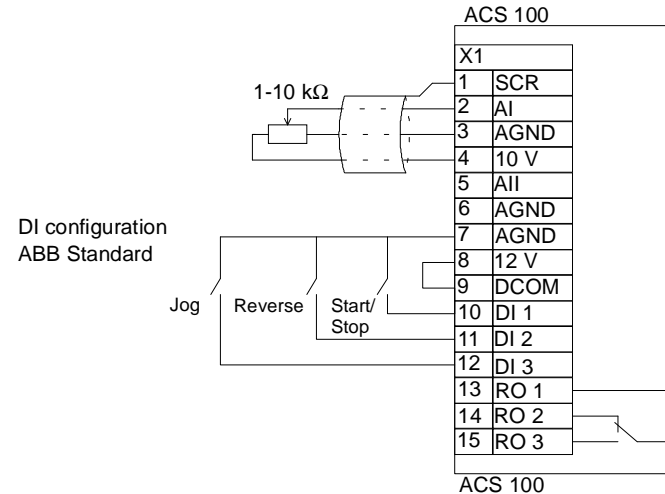 ACS 100
X1
1 SCR
1-10 kΩ
2 AI
3 AGND
4 10 V
5 AII
6 AGND
DI configuration
7 AGND
ABB Standard
8 12 V
9 DCOM
Jog Reverse Start/
Stop
10 DI 1
11 DI 2
12 DI 3
13 RO 1
14 RO 2
15 RO 3
ACS 100